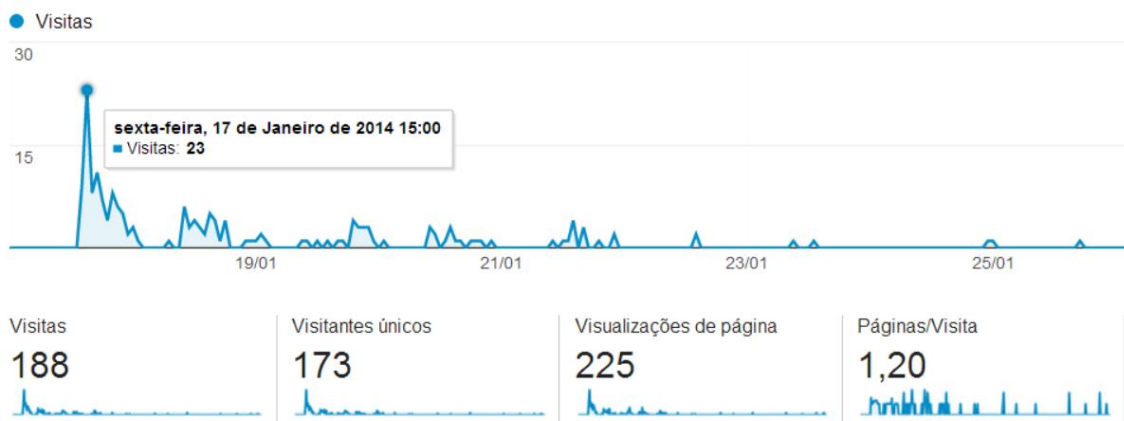 Visitas
30
sexta-feira, 17 de Janeiro de 2014 15:00
Visitas: 23
15
19/01 21/01 23/01 25/01
Visitas Visitantes únicos Visualizações de página Páginas/Visita
188 173 225 1,20